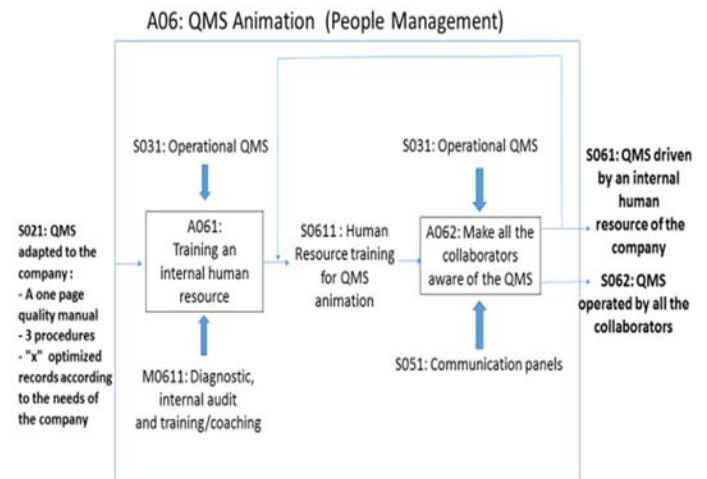 A06: QMS Animation (People Management)
S031: Operational QMS
S031: Operational QMS
S021: QMS
adapted to the
company :
- A one page
quality manual
- 3 procedures
- "x" optimized
records according
to the needs of
the company
A061:
Training an
internal human
resource
S0611 : Human
Resource training
for QMS
animation
A062: Make all the
collaborators
aware of the QMS
S061: QMS driven
by an internal
human
resource of the
company
S062: QMS
operated by all the
collaborators
M0611: Diagnostic,
internal audit
and training/coaching
S051: Communication panels